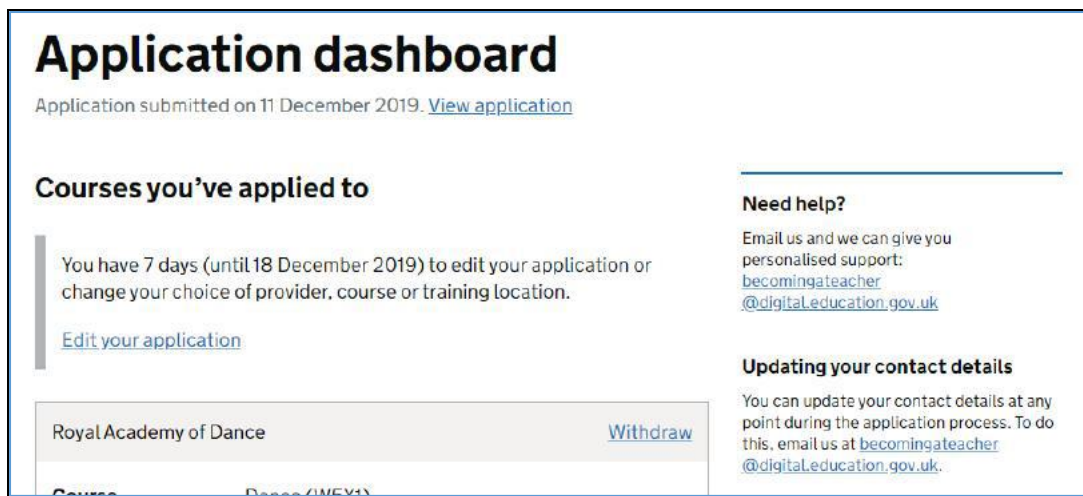 Application dashboard
Application submitted on 11 December 2019. View application
Courses you've applied to
You have 7 days (until 18 December 2019) to edit your application or
change your choice of provider, course or training location.
Edit your application
Royal Academy of Dance Withdraw
Course Dance (W5X1)
Need help?
Email us and we can give you
personalised support:
becomingateacher
@digital.education.gov.uk
Updating your contact details
You can update your contact details at any
point during the application process. To do
this, email us at becomingateacher
@digital.education.gov.uk.